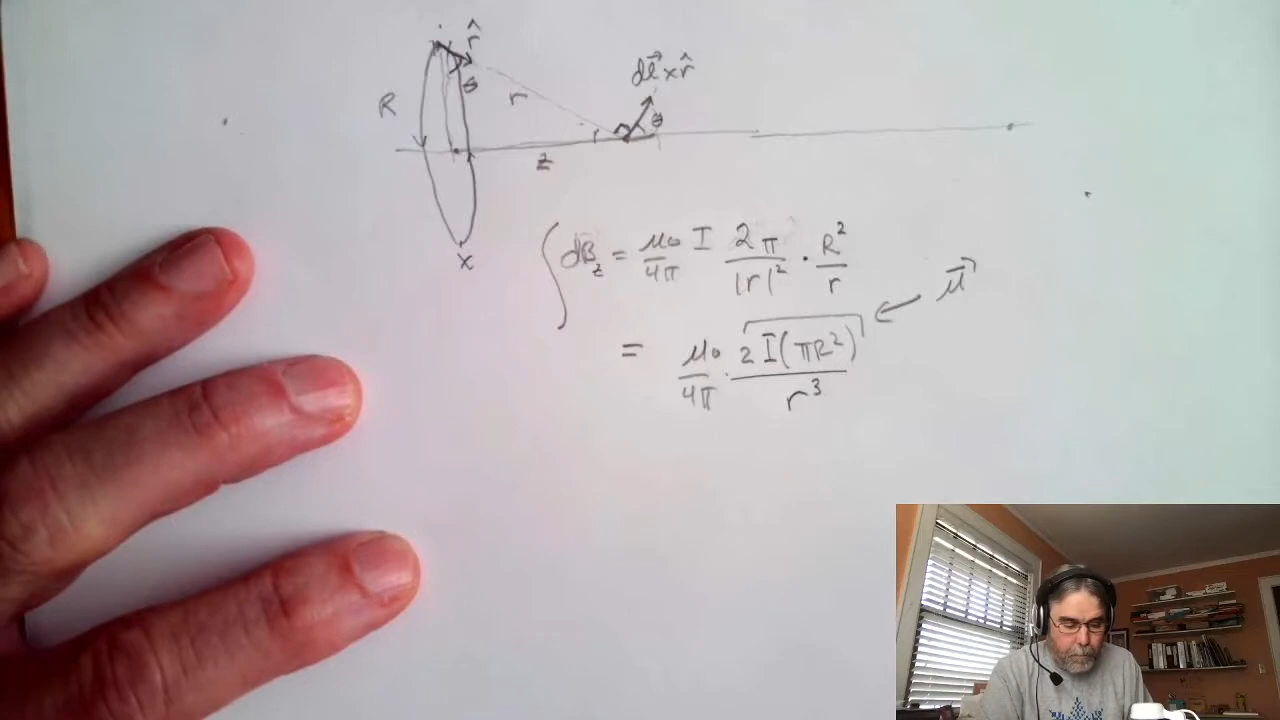 r̂
dℓ⃗ x r̂
θ
R
r
θ
z
x
∫ dB_z = μ₀/4π I 2π/|r|² · R²/r
μ⃗
= μ₀/4π · 2I(πR²)/r³